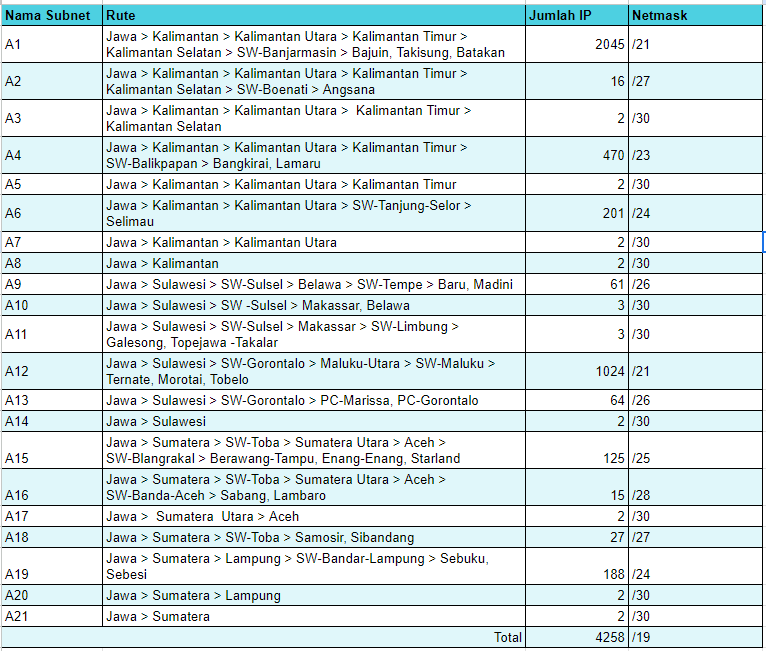 Nama Subnet Rute Jumlah IP Netmask
A1 Jawa > Kalimantan > Kalimantan Utara > Kalimantan Timur >
Kalimantan Selatan > SW-Banjarmasin > Bajuin, Takisung, Batakan 2045 /21
A2 Jawa > Kalimantan > Kalimantan Utara > Kalimantan Timur >
Kalimantan Selatan > SW-Boenati > Angsana 16 /27
A3 Jawa > Kalimantan > Kalimantan Utara > Kalimantan Timur >
Kalimantan Selatan 2 /30
A4 Jawa > Kalimantan > Kalimantan Utara > Kalimantan Timur >
SW-Balikpapan > Bangkirai, Lamaru 470 /23
A5 Jawa > Kalimantan > Kalimantan Utara > Kalimantan Timur 2 /30
A6 Jawa > Kalimantan > Kalimantan Utara > SW-Tanjung-Selor >
Selimau 201 /24
A7 Jawa > Kalimantan > Kalimantan Utara 2 /30
A8 Jawa > Kalimantan 2 /30
A9 Jawa > Sulawesi > SW-Sulsel > Belawa > SW-Tempe > Baru, Madini 61 /26
A10 Jawa > Sulawesi > SW -Sulsel > Makassar, Belawa 3 /30
A11 Jawa > Sulawesi > SW-Sulsel > Makassar > SW-Limbung >
Galesong, Topejawa -Takalar 3 /30
A12 Jawa > Sulawesi > SW-Gorontalo > Maluku-Utara > SW-Maluku >
Ternate, Morotai, Tobelo 1024 /21
A13 Jawa > Sulawesi > SW-Gorontalo > PC-Marissa, PC-Gorontalo 64 /26
A14 Jawa > Sulawesi 2 /30
A15 Jawa > Sumatera > SW-Toba > Sumatera Utara > Aceh >
SW-Blangrakal > Berawang-Tampu, Enang-Enang, Starland 125 /25
A16 Jawa > Sumatera > SW-Toba > Sumatera Utara > Aceh >
SW-Banda-Aceh > Sabang, Lambaro 15 /28
A17 Jawa > Sumatera Utara > Aceh 2 /30
A18 Jawa > Sumatera > SW-Toba > Samosir, Sibandang 27 /27
A19 Jawa > Sumatera > Lampung > SW-Bandar-Lampung > Sebuku,
Sebesi 188 /24
A20 Jawa > Sumatera > Lampung 2 /30
A21 Jawa > Sumatera 2 /30
Total 4258 /19